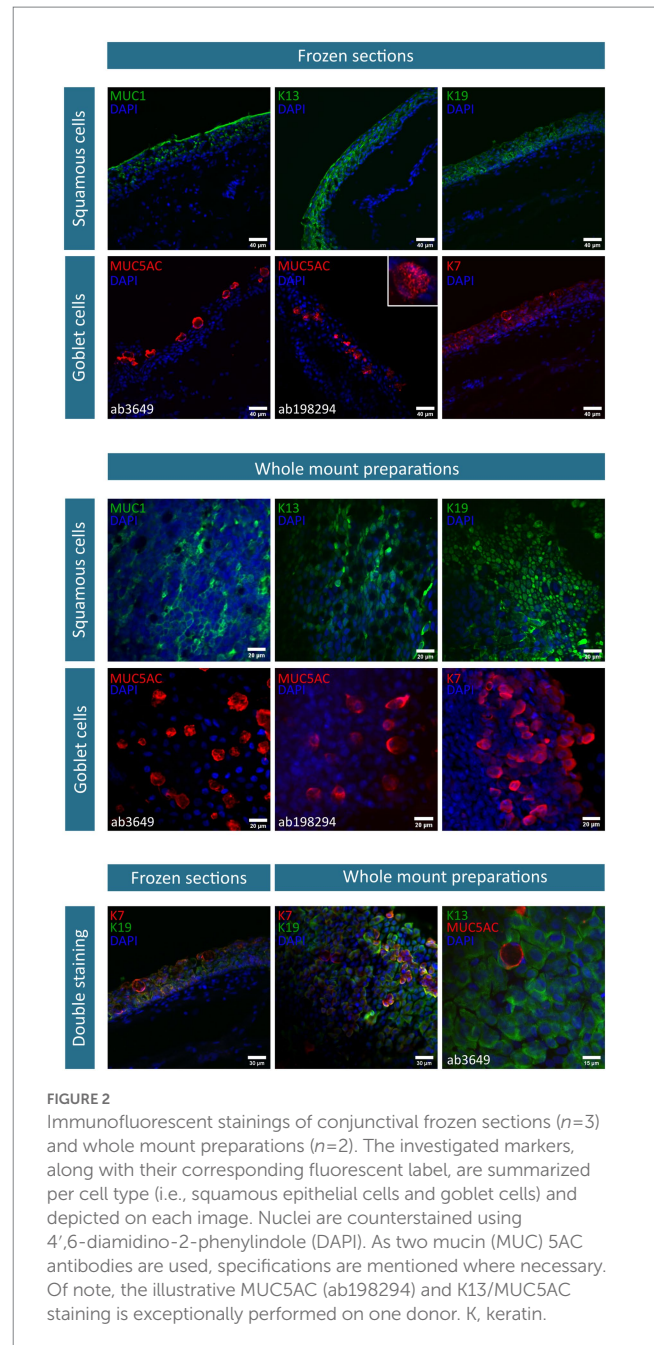 Frozen sections
Squamous cells
MUC1
DAPI
40 µm
K13
DAPI
40 µm
K19
DAPI
40 µm
Goblet cells
MUC5AC
DAPI
ab3649
40 µm
MUC5AC
DAPI
ab198294
40 µm
K7
DAPI
40 µm
Whole mount preparations
Squamous cells
MUC1
DAPI
20 µm
K13
DAPI
20 µm
K19
DAPI
20 µm
Goblet cells
MUC5AC
DAPI
ab3649
20 µm
MUC5AC
DAPI
ab198294
20 µm
K7
DAPI
20 µm
Frozen sections
Whole mount preparations
Double staining
K7
K19
DAPI
30 µm
K7
K19
DAPI
30 µm
K13
MUC5AC
DAPI
ab3649
15 µm
FIGURE 2
Immunofluorescent stainings of conjunctival frozen sections (n=3)
and whole mount preparations (n=2). The investigated markers,
along with their corresponding fluorescent label, are summarized
per cell type (i.e., squamous epithelial cells and goblet cells) and
depicted on each image. Nuclei are counterstained using
4′,6-diamidino-2-phenylindole (DAPI). As two mucin (MUC) 5AC
antibodies are used, specifications are mentioned where necessary.
Of note, the illustrative MUC5AC (ab198294) and K13/MUC5AC
staining is exceptionally performed on one donor. K, keratin.